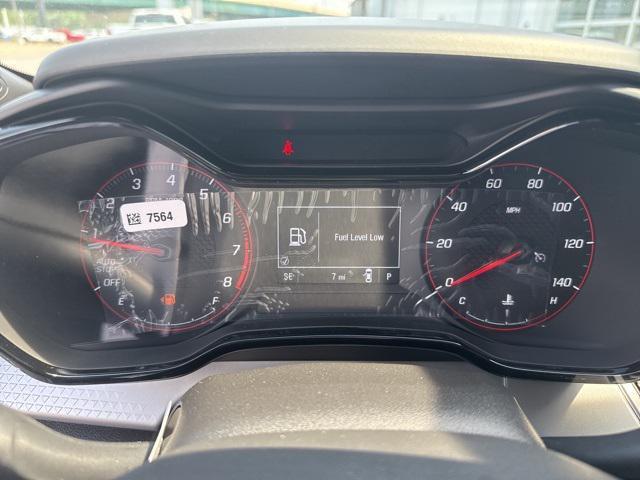 1 2 3 4 5 6 7 8
AUTO
STOP
OFF
E F
7564
Fuel Level Low
SE 7 mi P
0 20 40 60 80 100 120 140
MPH
C H